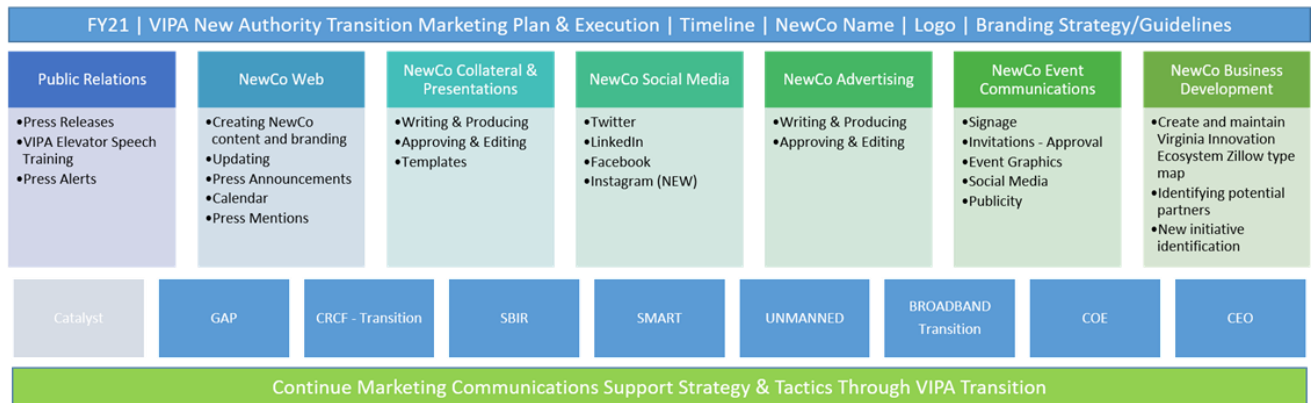 FY21 | VIPA New Authority Transition Marketing Plan & Execution | Timeline | NewCo Name | Logo | Branding Strategy/Guidelines
Public Relations
•Press Releases
•VIPA Elevator Speech
Training
•Press Alerts
NewCo Web
•Creating NewCo
content and branding
•Updating
•Press Announcements
•Calendar
•Press Mentions
NewCo Collateral &
Presentations
•Writing & Producing
•Approving & Editing
•Templates
NewCo Social Media
•Twitter
•LinkedIn
•Facebook
•Instagram (NEW)
NewCo Advertising
•Writing & Producing
•Approving & Editing
NewCo Event
Communications
•Signage
•Invitations - Approval
•Event Graphics
•Social Media
•Publicity
NewCo Business
Development
•Create and maintain
Virginia Innovation
Ecosystem Zillow type
map
•Identifying potential
partners
•New initiative
identification
Catalyst
GAP
CRCF - Transition
SBIR
SMART
UNMANNED
BROADBAND
Transition
COE
CEO
Continue Marketing Communications Support Strategy & Tactics Through VIPA Transition